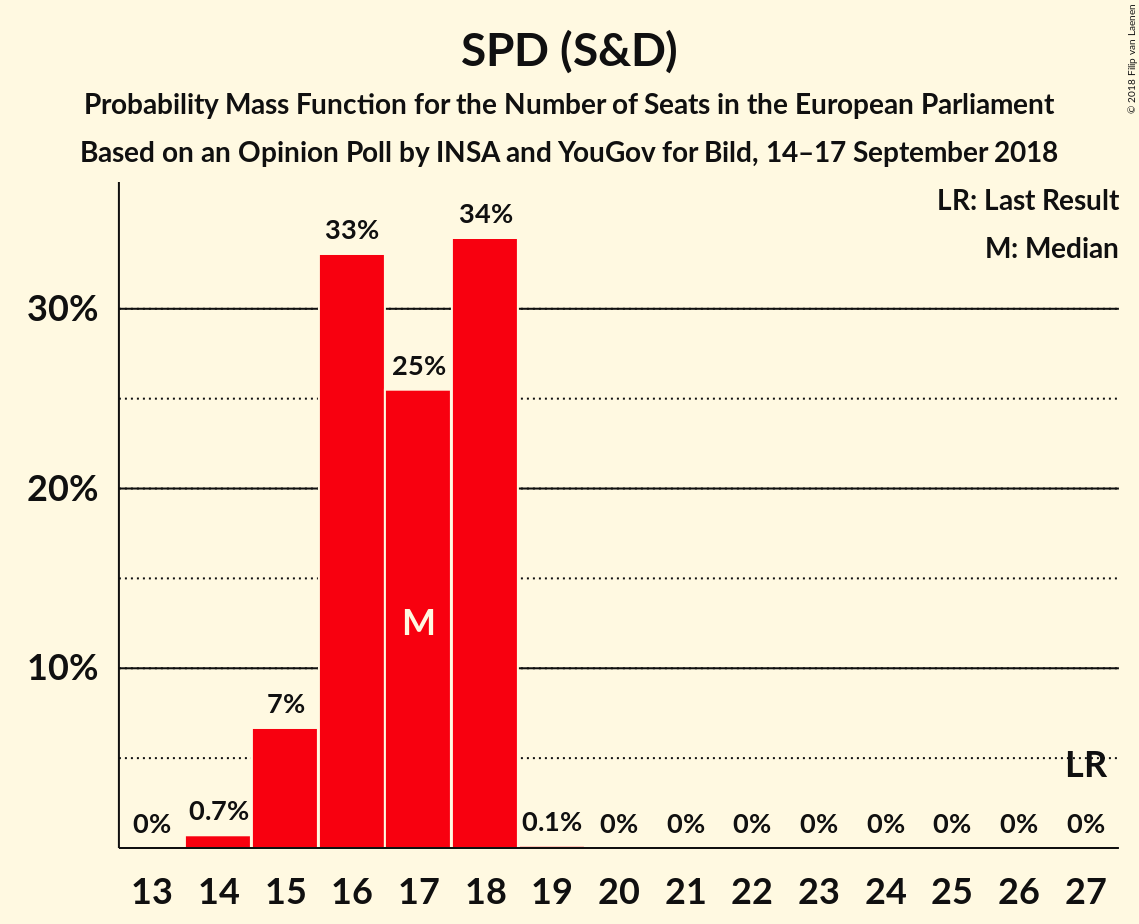 SPD (S&D)
Probability Mass Function for the Number of Seats in the European Parliament
Based on an Opinion Poll by INSA and YouGov for Bild, 14–17 September 2018
© 2018 Filip van Laenen
LR: Last Result
M: Median
34%
33%
30%
25%
20%
M
10%
7%
LR
0%
0.7%
0.1%
0%
0%
0%
0%
0%
0%
0%
0%
13 14 15 16 17 18 19 20 21 22 23 24 25 26 27